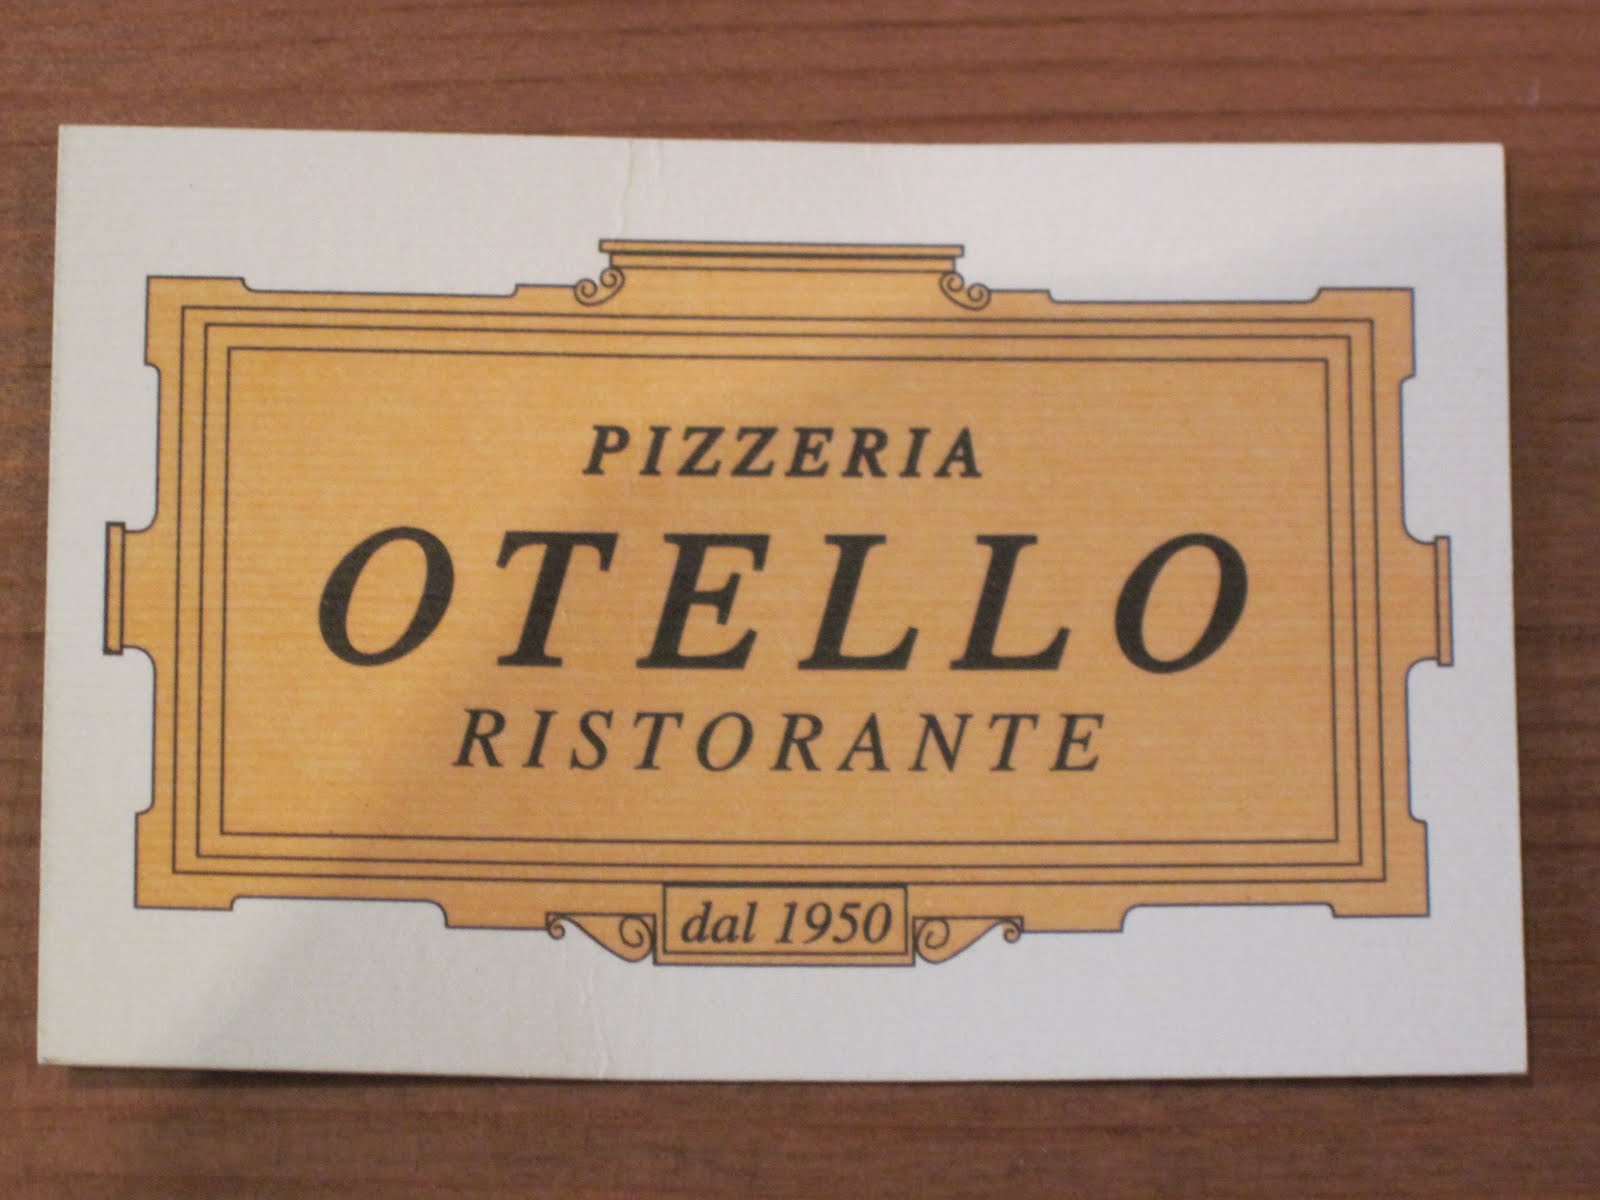 PIZZERIA
OTELLO
RISTORANTE
dal 1950